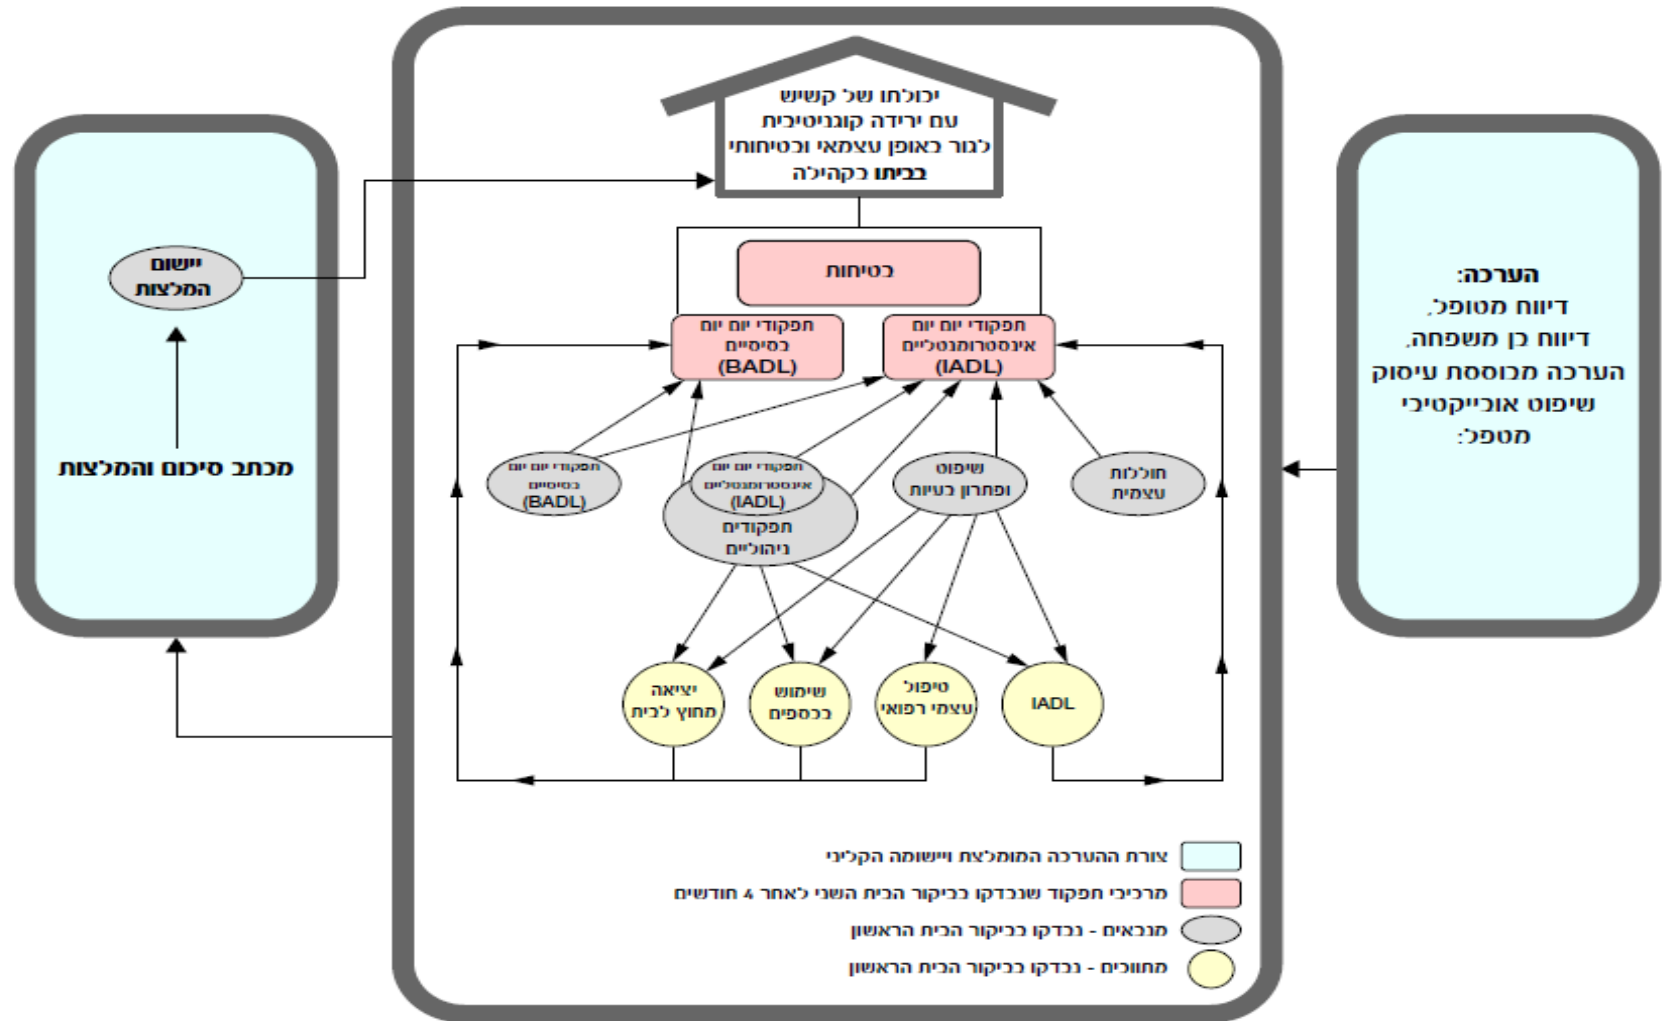 יכולתו של קשיש
עם ירידה קוגניטיבית
לגור באופן עצמאי ובטיחותי
בביתו בקהילה
הערכה:
דיווח מטופל,
דיווח בן משפחה,
הערכה מבוססת עיסוק
שיפוט אובייקטיבי
מטפל:
בטיחות
תפקודי יום יום
אינסטרומנטליים
(IADL)
תפקודי יום יום
בסיסיים
(BADL)
יישום
המלצות
מכתב סיכום והמלצות
חוללות
עצמית
שיפוט
ופתרון בעיות
תפקודי יום יום
אינסטרומנטליים
(IADL)
תפקודים
ניהוליים
תפקודי יום יום
בסיסיים
(BADL)
IADL
טיפול
עצמי רפואי
שימוש
בכספים
יציאה
מחוץ לבית
צורת ההערכה המומלצת ויישומה הקליני
מרכיבי תפקוד שנבדקו בביקור הבית השני לאחר 4 חודשים
מנבאים - נבדקו בביקור הבית הראשון
מתווכים - נבדקו בביקור הבית הראשון